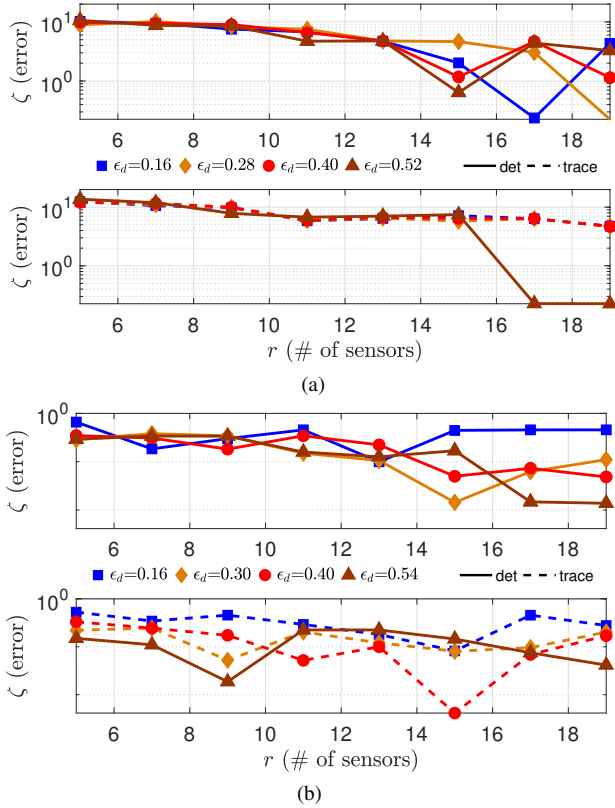 ζ (error)
10¹
10⁰
6 8 10 12 14 16 18
ϵd=0.16 ϵd=0.28 ϵd=0.40 ϵd=0.52 det trace
ζ (error)
10¹
10⁰
6 8 10 12 14 16 18
r (# of sensors)
(a)
ζ (error)
10⁰
6 8 10 12 14 16 18
ϵd=0.16 ϵd=0.30 ϵd=0.40 ϵd=0.54 det trace
ζ (error)
10⁰
6 8 10 12 14 16 18
r (# of sensors)
(b)